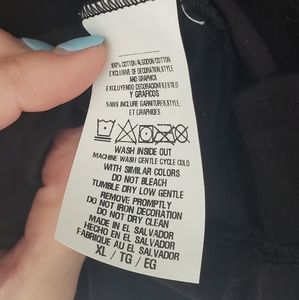 100% COTTON/ALGODON/COTTON
EXCLUSIVE OF DECORATION,STYLE
AND GRAPHICS
EXCLUYENDO DECORACIONES,ESTILO
Y GRAFICOS
SANS INCLURE GARNITURES,STYLE,
ET GRAPHICS
WASH INSIDE OUT
MACHINE WASH GENTLE CYCLE COLD
WITH SIMILAR COLORS
DO NOT BLEACH
TUMBLE DRY LOW GENTLE
REMOVE PROMPTLY
DO NOT IRON DECORATION
DO NOT DRY CLEAN
MADE IN EL SALVADOR
HECHO EN EL SALVADOR
FABRIQUE AU EL SALVADOR
XL / TG / EG